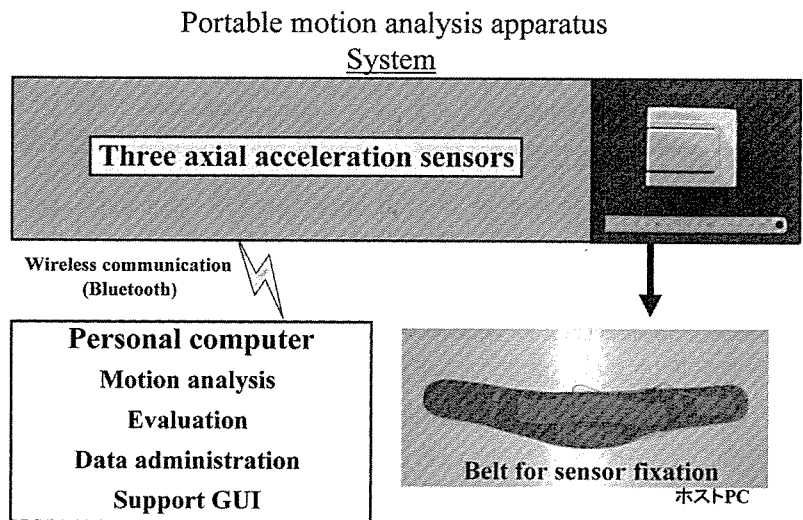 Portable motion analysis apparatus
System
Three axial acceleration sensors
Wireless communication
(Bluetooth)
Personal computer
Motion analysis
Evaluation
Data administration
Support GUI
Belt for sensor fixation
ホストPC